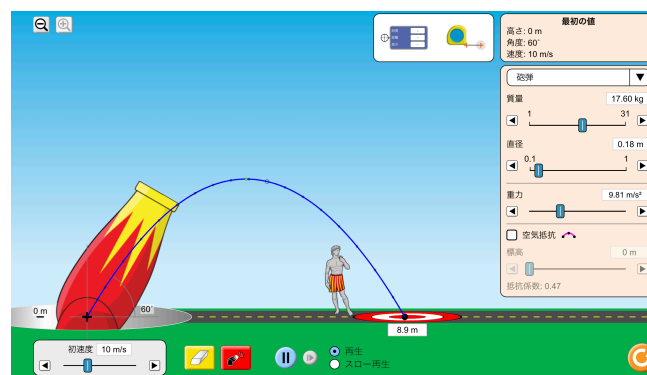 最初の値
高さ: 0 m
角度: 60°
速度: 10 m/s
砲弾
質量
17.60 kg
1
31
直径
0.18 m
0.1
1
重力
9.81 m/s²
空気抵抗
標高
0 m
抵抗係数: 0.47
0 m
60°
8.9 m
初速度
10 m/s
再生
スロー再生